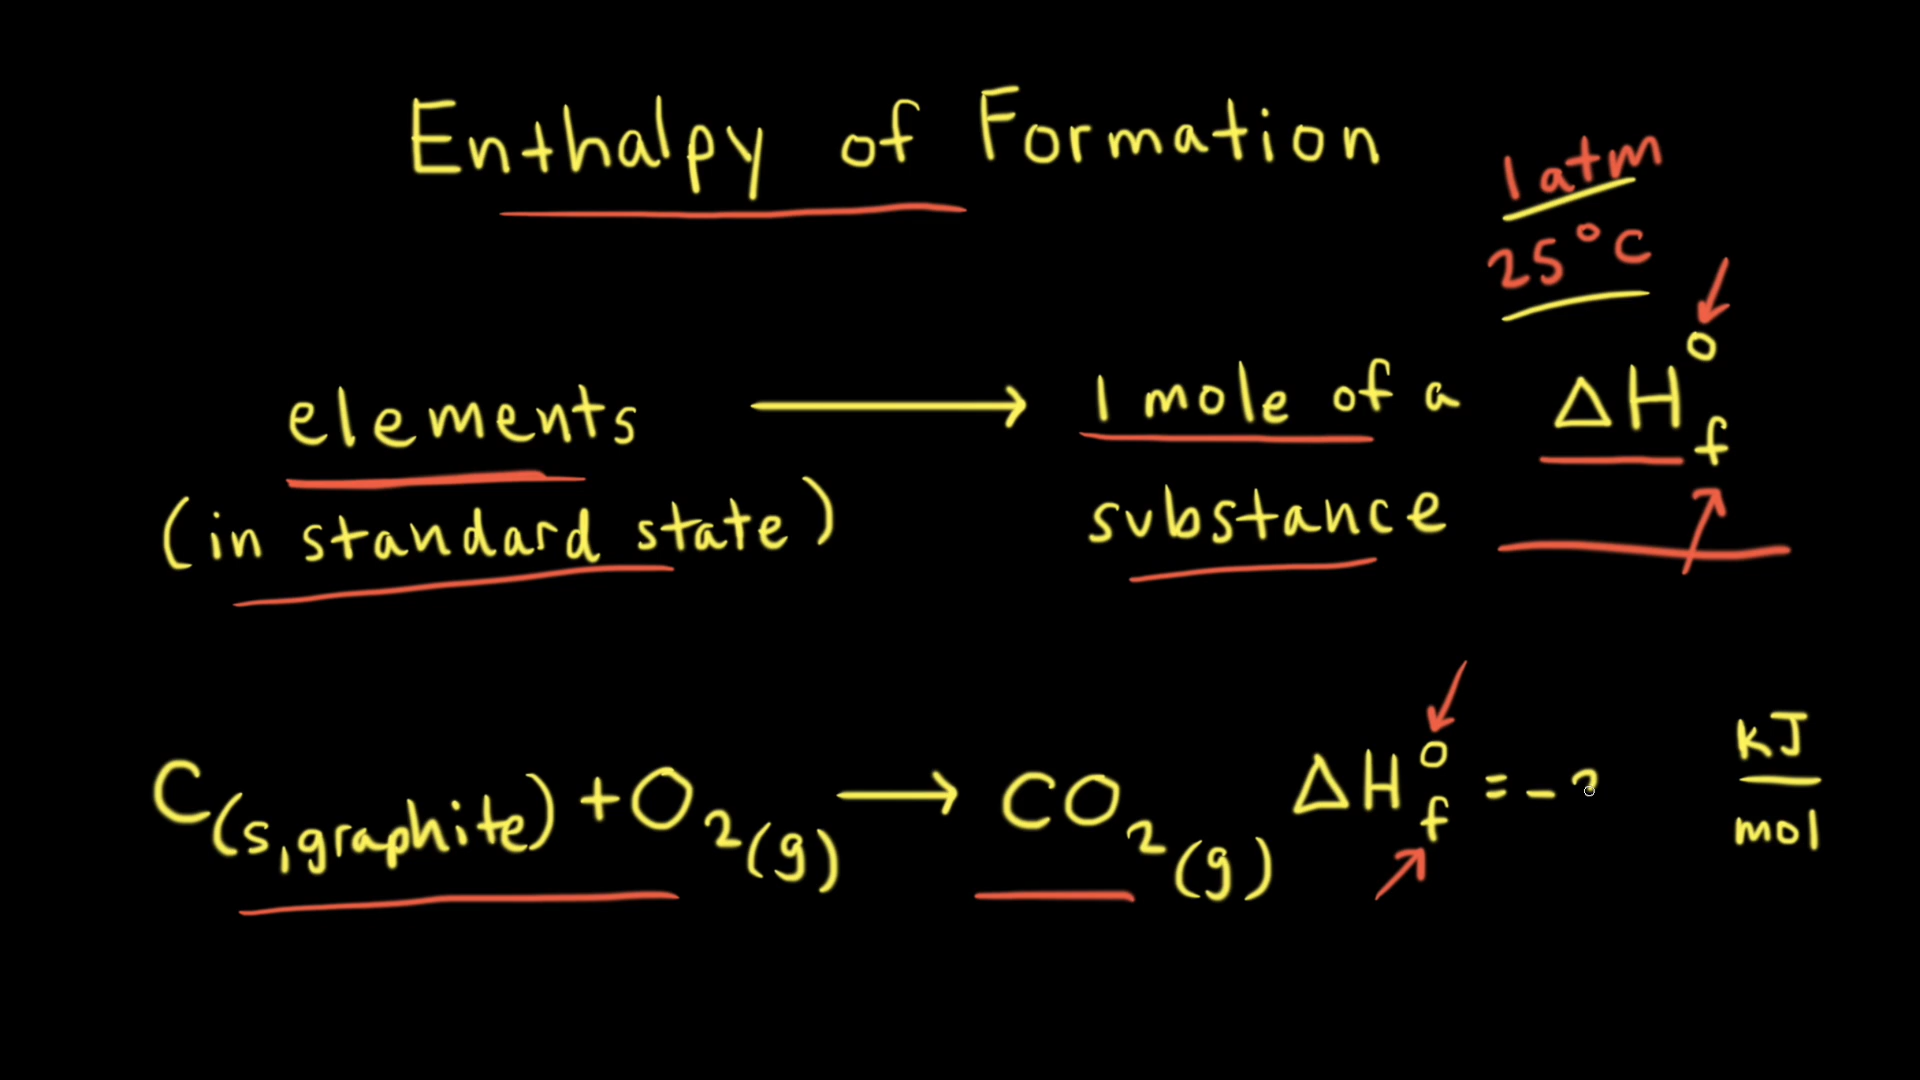 Enthalpy of Formation
1 atm
25°C
elements ⟶ 1 mole of a ΔH°f
(in standard state) substance
C(s,graphite) + O2(g) ⟶ CO2(g) ΔH°f = - kJ/mol